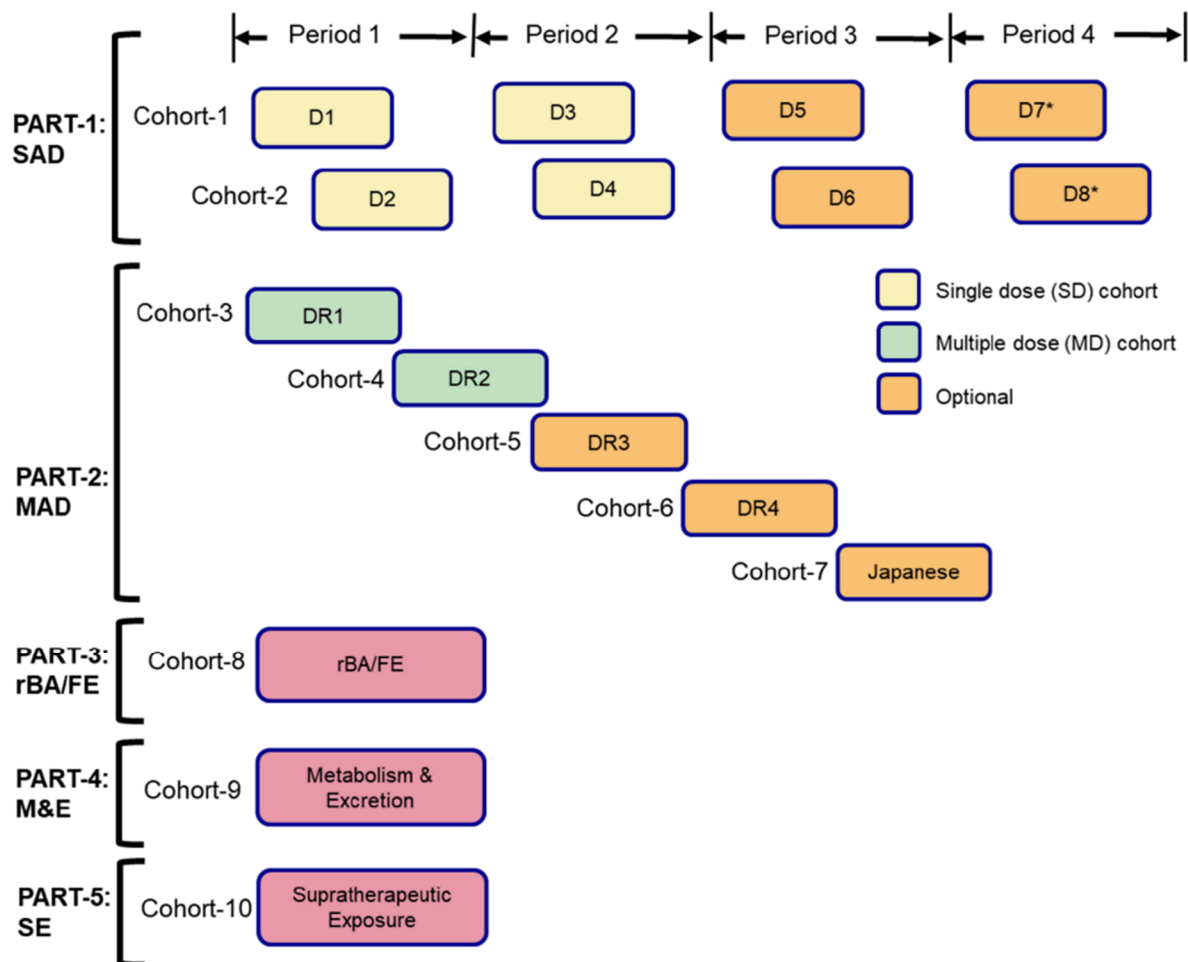 Period 1
Period 2
Period 3
Period 4
PART-1:
SAD
Cohort-1
D1
D3
D5
D7*
Cohort-2
D2
D4
D6
D8*
Single dose (SD) cohort
Multiple dose (MD) cohort
Optional
PART-2:
MAD
Cohort-3
DR1
Cohort-4
DR2
Cohort-5
DR3
Cohort-6
DR4
Cohort-7
Japanese
PART-3:
rBA/FE
Cohort-8
rBA/FE
PART-4:
M&E
Cohort-9
Metabolism &
Excretion
PART-5:
SE
Cohort-10
Supratherapeutic
Exposure